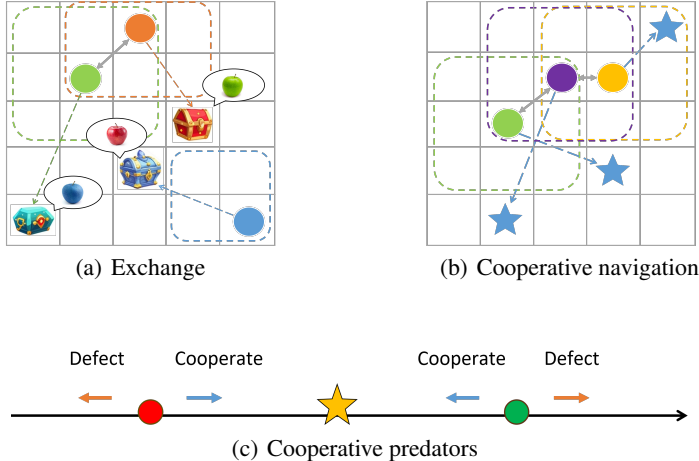 (a) Exchange
(b) Cooperative navigation
Defect Cooperate Cooperate Defect
(c) Cooperative predators